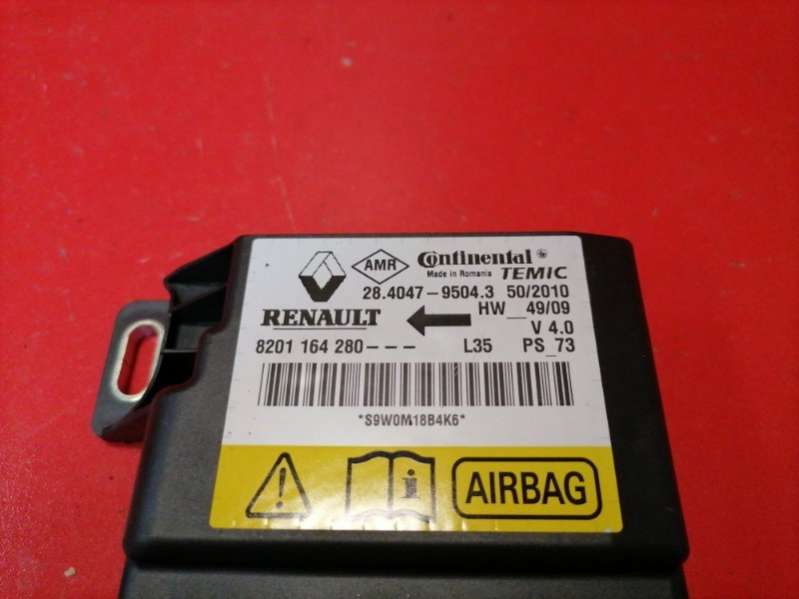 AMR Continental
Made in Romania TEMIC
28.4047-9504.3 50/2010
RENAULT HW__49/09
V 4.0
8201 164 280--- L35 PS_73
*S9W0M18B4K6*
i AIRBAG